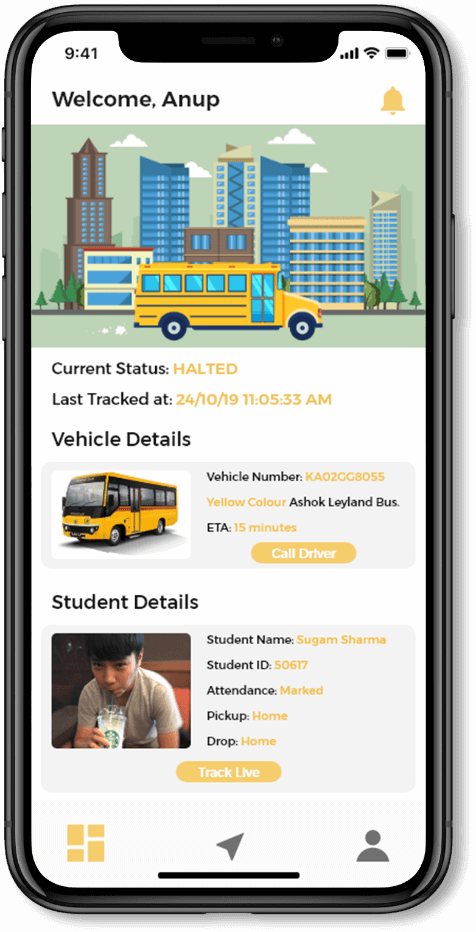 9:41
Welcome, Anup
Current Status: HALTED
Last Tracked at: 24/10/19 11:05:33 AM
Vehicle Details
Vehicle Number: KA02GG8055
Yellow Colour Ashok Leyland Bus.
ETA: 15 minutes
Call Driver
Student Details
Student Name: Sugam Sharma
Student ID: 50617
Attendance: Marked
Pickup: Home
Drop: Home
Track Live